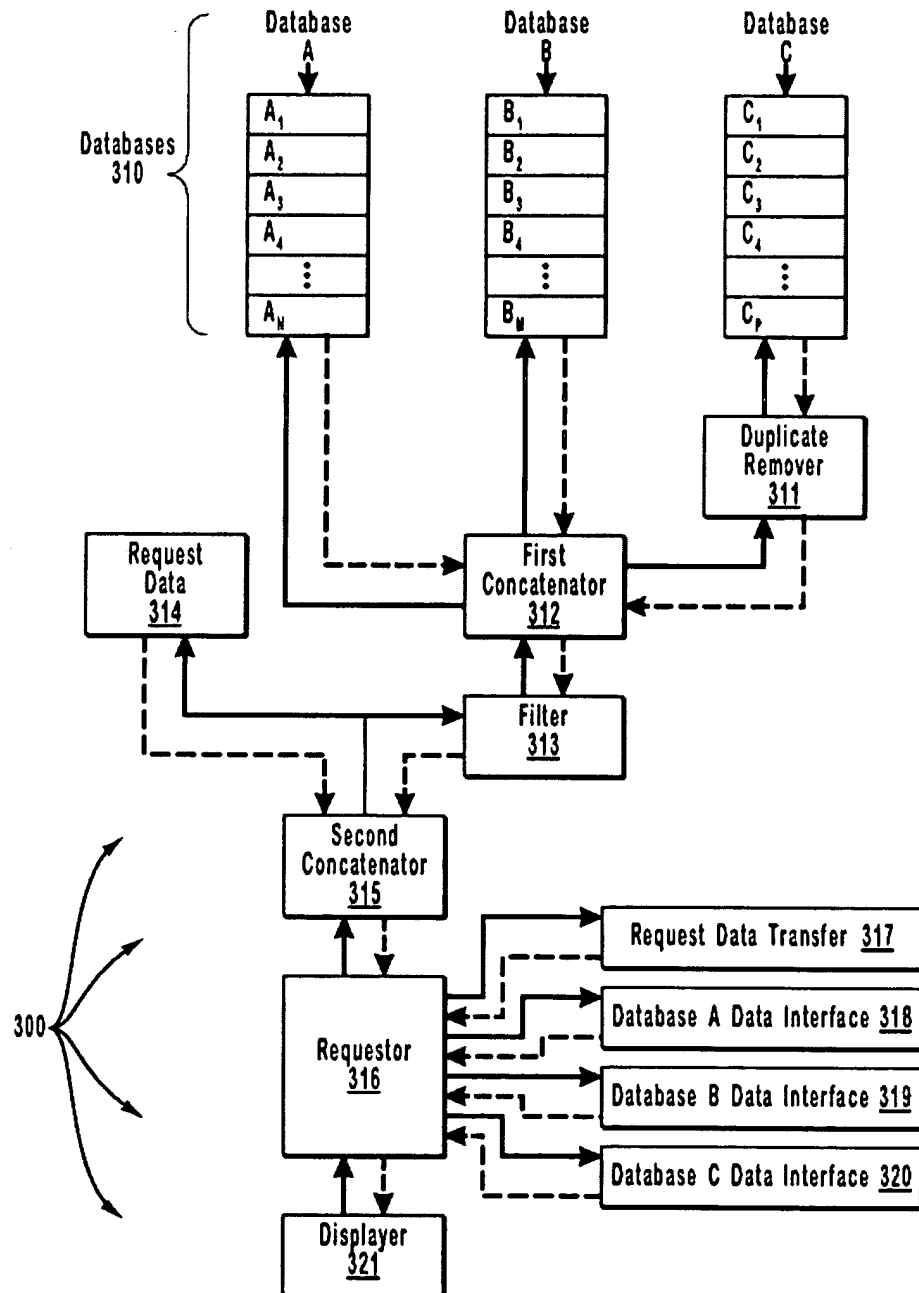 Database
A
Database
B
Database
C
Databases
310
A1
A2
A3
A4
⋮
AN
B1
B2
B3
B4
⋮
BM
C1
C2
C3
C4
⋮
CP
Duplicate
Remover
311
Request
Data
314
First
Concatenator
312
Filter
313
Second
Concatenator
315
300
Requestor
316
Request Data Transfer 317
Database A Data Interface 318
Database B Data Interface 319
Database C Data Interface 320
Displayer
321